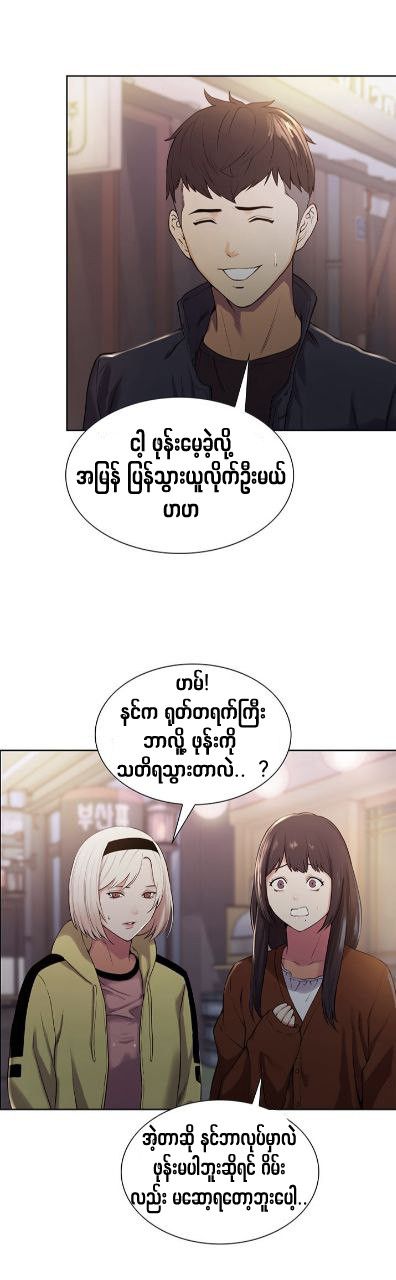 ငါ့ ဖုန်းမေ့ခဲ့လို့
အမြန် ပြန်သွားယူလိုက်ဦးမယ်
ဟဟ
ဟမ်!
နင်က ရုတ်တရက်ကြီး
ဘာလို့ ဖုန်းကို
သတိရသွားတာလဲ.. ?
부산
အဲ့တာဆို နင်ဘာလုပ်မှာလဲ
ဖုန်းမပါဘူးဆိုရင် ဂိမ်း
လည်း မဆော့ရတော့ဘူးပေါ့..